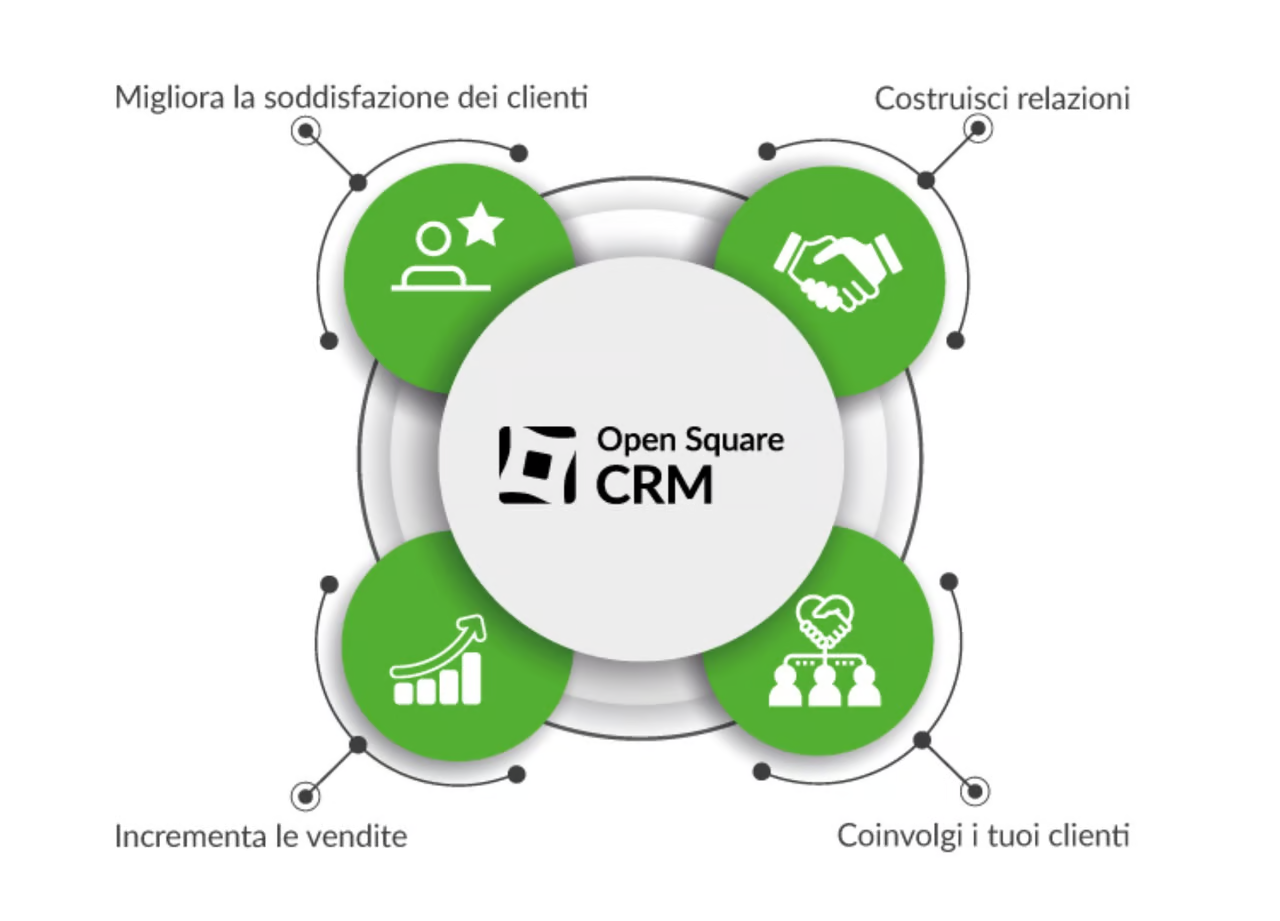 Migliora la soddisfazione dei clienti
Costruisci relazioni
Open Square
CRM
Incrementa le vendite
Coinvolgi i tuoi clienti